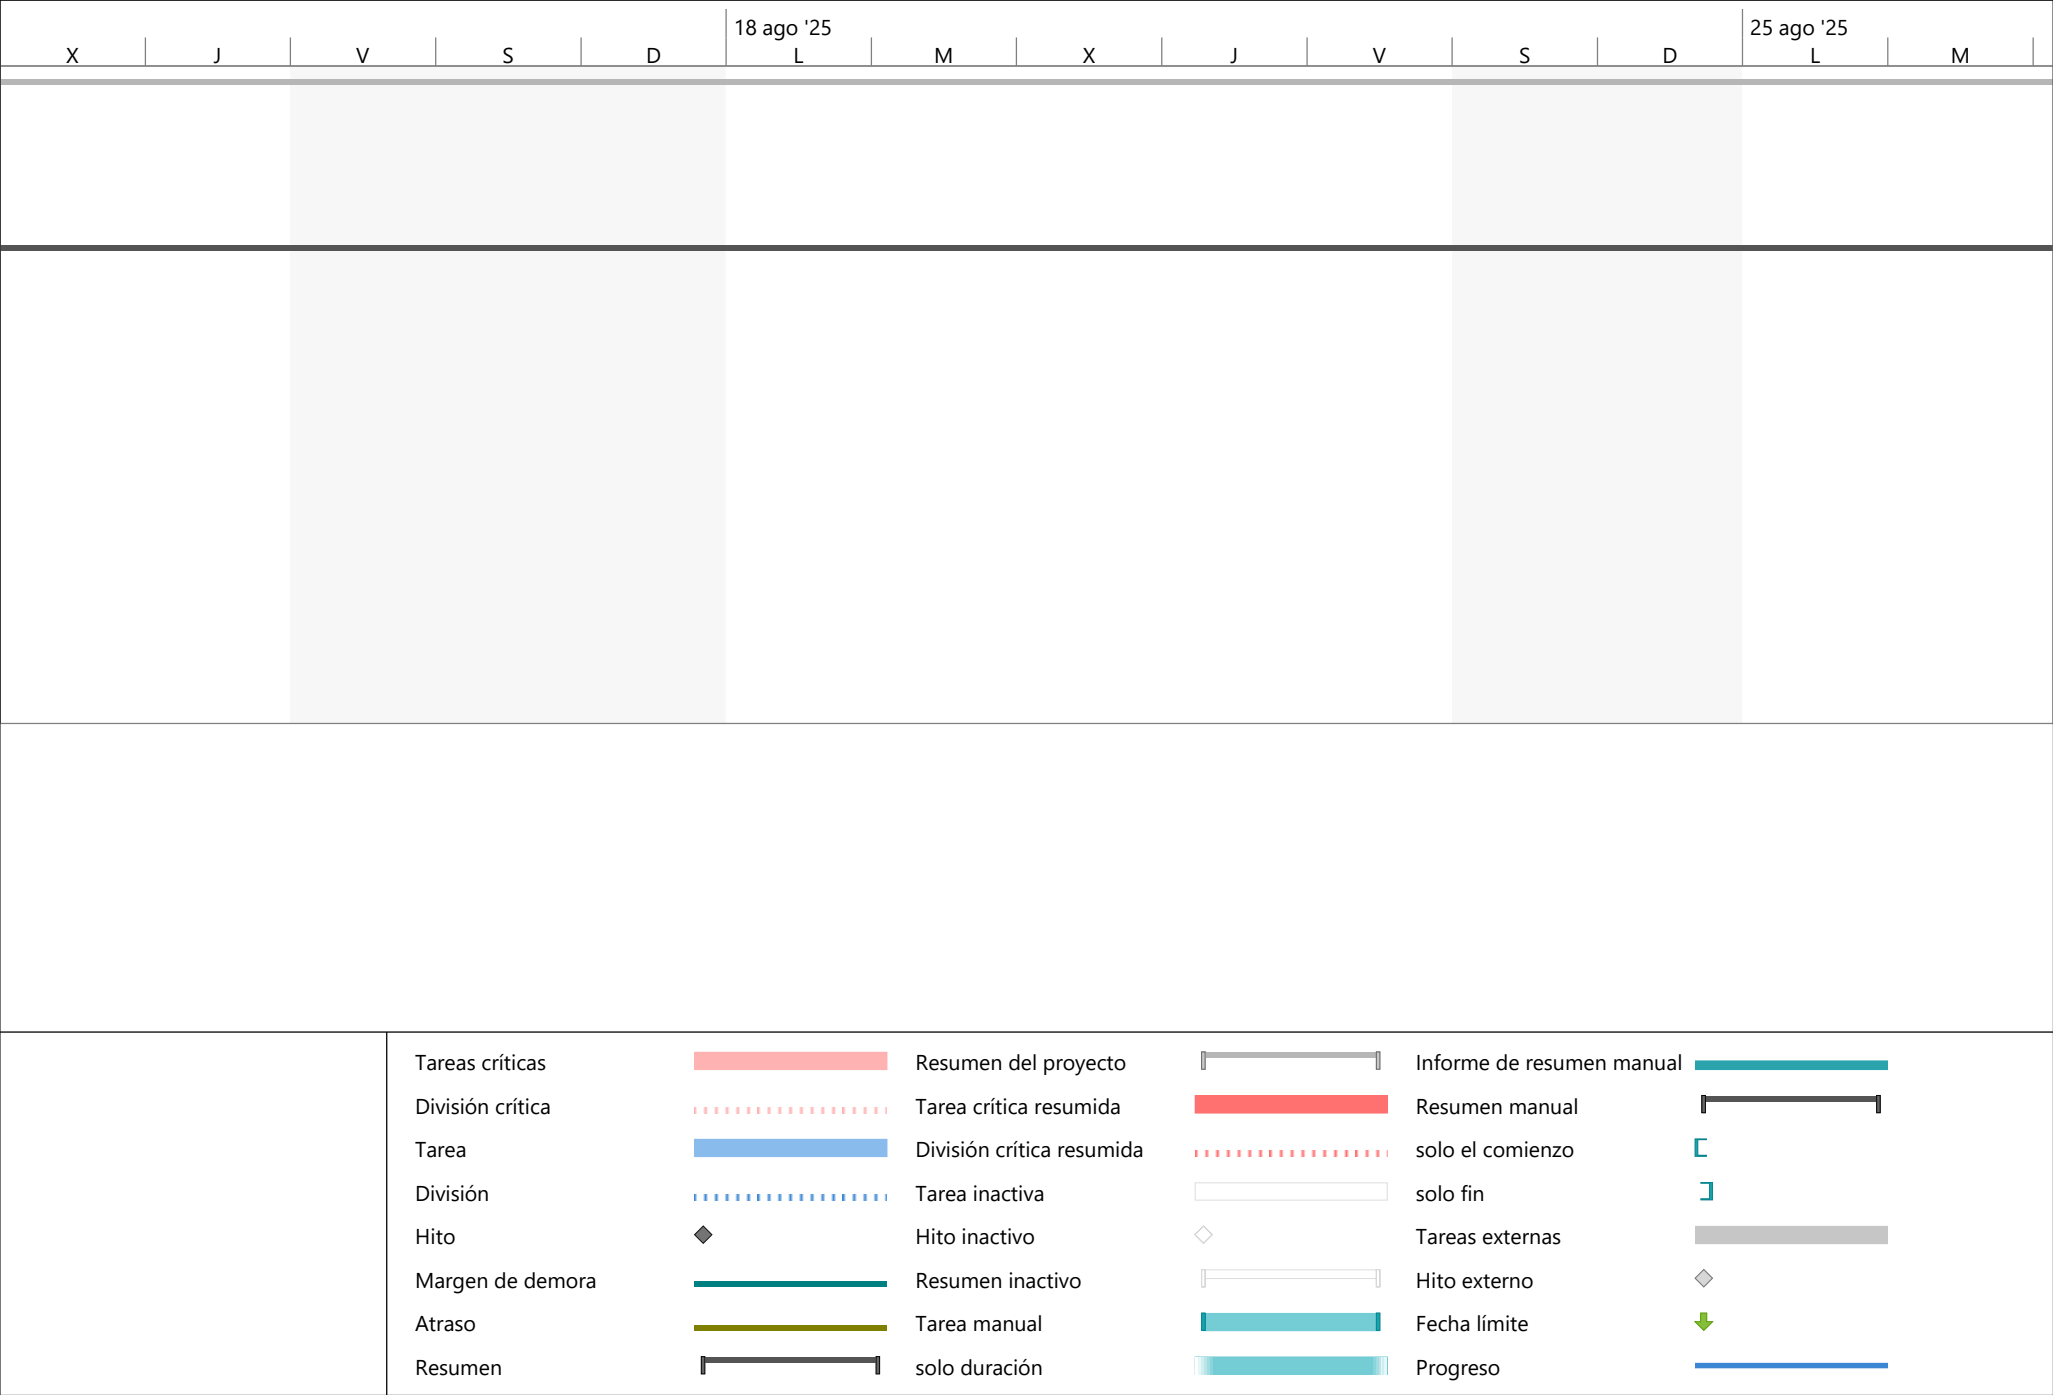 18 ago '25 25 ago '25
X J V S D L M X J V S D L M
Tareas críticas Resumen del proyecto Informe de resumen manual
División crítica Tarea crítica resumida Resumen manual
Tarea División crítica resumida solo el comienzo
División Tarea inactiva solo fin
Hito Hito inactivo Tareas externas
Margen de demora Resumen inactivo Hito externo
Atraso Tarea manual Fecha límite
Resumen solo duración Progreso